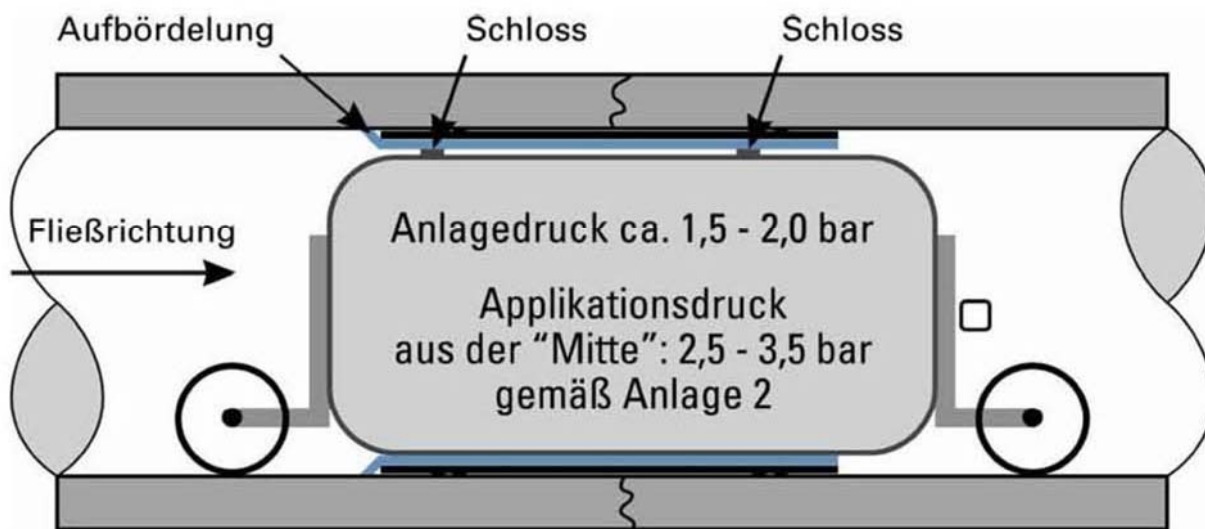 Aufbördelung
Schloss
Schloss
Fließrichtung
Anlagedruck ca. 1,5 - 2,0 bar
Applikationsdruck
aus der “Mitte”: 2,5 - 3,5 bar
gemäß Anlage 2